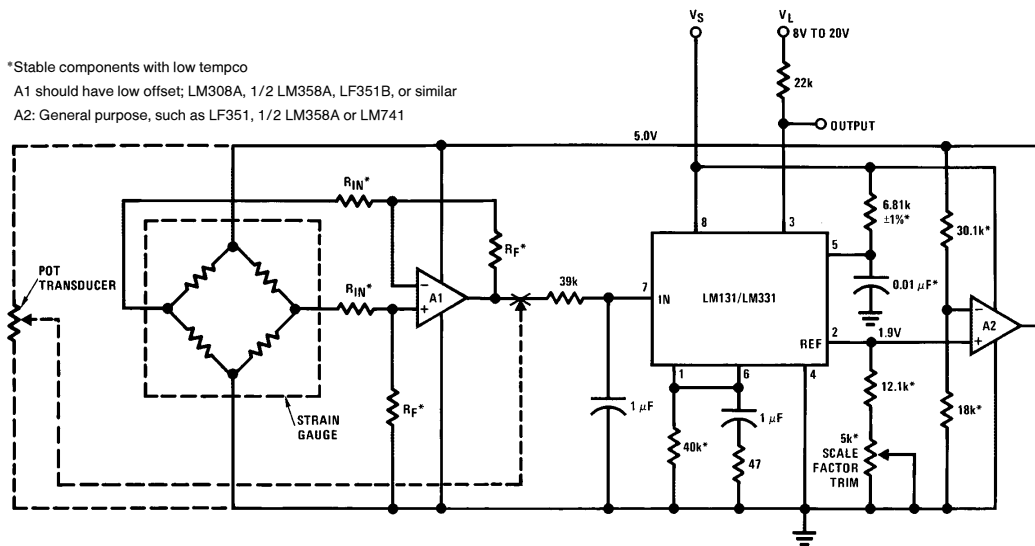 *Stable components with low tempco
A1 should have low offset; LM308A, 1/2 LM358A, LF351B, or similar
A2: General purpose, such as LF351, 1/2 LM358A or LM741
VS
VL
8V TO 20V
22k
OUTPUT
5.0V
RIN*
RF*
6.81k
±1%*
30.1k*
8
3
5
POT
TRANSDUCER
RIN*
−
+
A1
39k
7
IN
LM131/LM331
0.01 μF*
2
REF
1.9V
−
+
A2
1
6
4
12.1k*
STRAIN
GAUGE
RF*
1 μF
40k*
1 μF
47
5k*
SCALE
FACTOR
TRIM
18k*